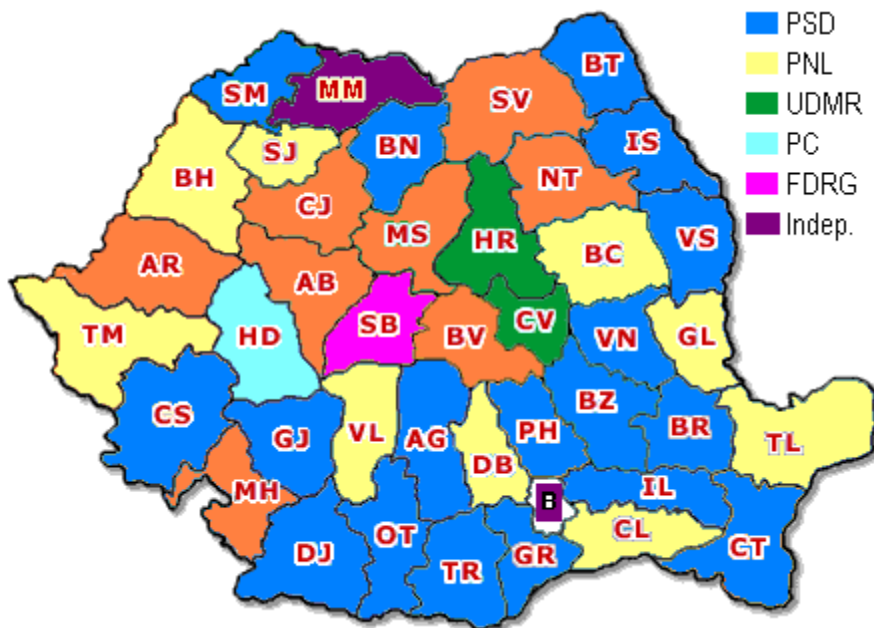 PSD
PNL
UDMR
PC
FDRG
Indep.
BT
SM
MM
SV
IS
BN
SJ
BH
NT
CJ
MS
HR
BC
VS
AR
AB
CV
SB
TM
HD
BV
VN
GL
CS
BZ
GJ
VL
AG
PH
BR
TL
DB
MH
IL
B
CL
OT
DJ
GR
CT
TR